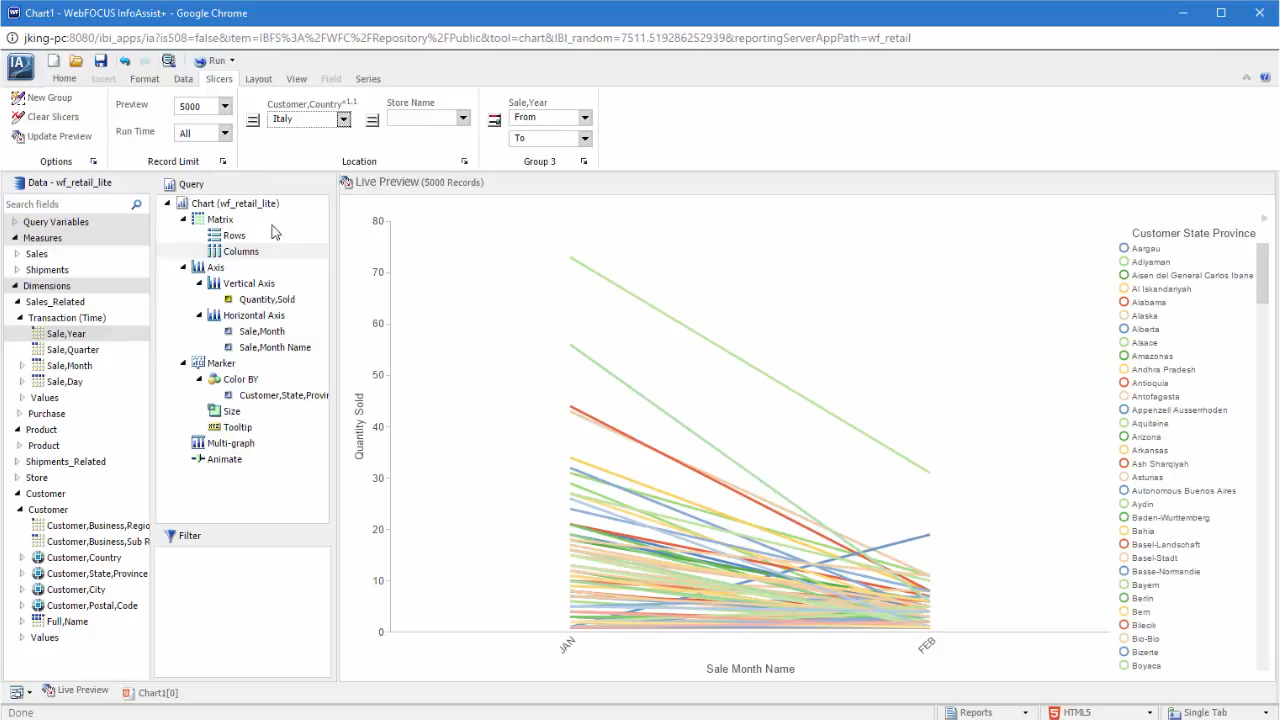 Chart1 - WebFOCUS InfoAssist+ - Google Chrome
jking-pc:8080/ibi_apps/ia?is508=false&item=IBFS%3A%2FWFC%2FRepository%2FPublic&tool=chart&IBI_random=7511.519286252939&reportingServerAppPath=wf_retail
IA
Run
Home Insert Format Data Slicers Layout View Field Series
New Group
Clear Slicers
Update Preview
Options
Preview 5000
Run Time All
Record Limit
Customer,Country =1.1
Italy
Store Name
Location
Sale,Year
From
To
Group 3
Data - wf_retail_lite
Search fields
Query Variables
Measures
Sales
Shipments
Dimensions
Sales_Related
Transaction (Time)
Sale,Year
Sale,Quarter
Sale,Month
Sale,Day
Values
Purchase
Product
Product
Shipments_Related
Store
Customer
Customer
Customer,Business,Regio
Customer,Business,Sub R
Customer,Country
Customer,State,Province
Customer,City
Customer,Postal,Code
Full,Name
Values
Query
Chart (wf_retail_lite)
Matrix
Rows
Columns
Axis
Vertical Axis
Quantity,Sold
Horizontal Axis
Sale,Month
Sale,Month Name
Marker
Color BY
Customer,State,Provin
Size
Tooltip
Multi-graph
Animate
Filter
Live Preview (5000 Records)
80
70
60
50
40
30
20
10
0
Quantity Sold
JAN
FEB
Sale Month Name
Customer State Province
Aargau
Adiyaman
Aisen del General Carlos Ibane
Al Iskandariyah
Alabama
Alaska
Alberta
Alsace
Amazonas
Andhra Pradesh
Antioquia
Antofagasta
Appenzell Ausserrhoden
Aquitaine
Arizona
Arkansas
Ash Sharqiyah
Asturias
Autonomous Buenos Aires
Aydin
Baden-Wurttemberg
Bahia
Basel-Landschaft
Basel-Stadt
Basse-Normandie
Bayern
Berlin
Bern
Bilecik
Bio-Bio
Bizerte
Boyaca
Live Preview
Chart1[0]
Done
Reports
HTML5
Single Tab